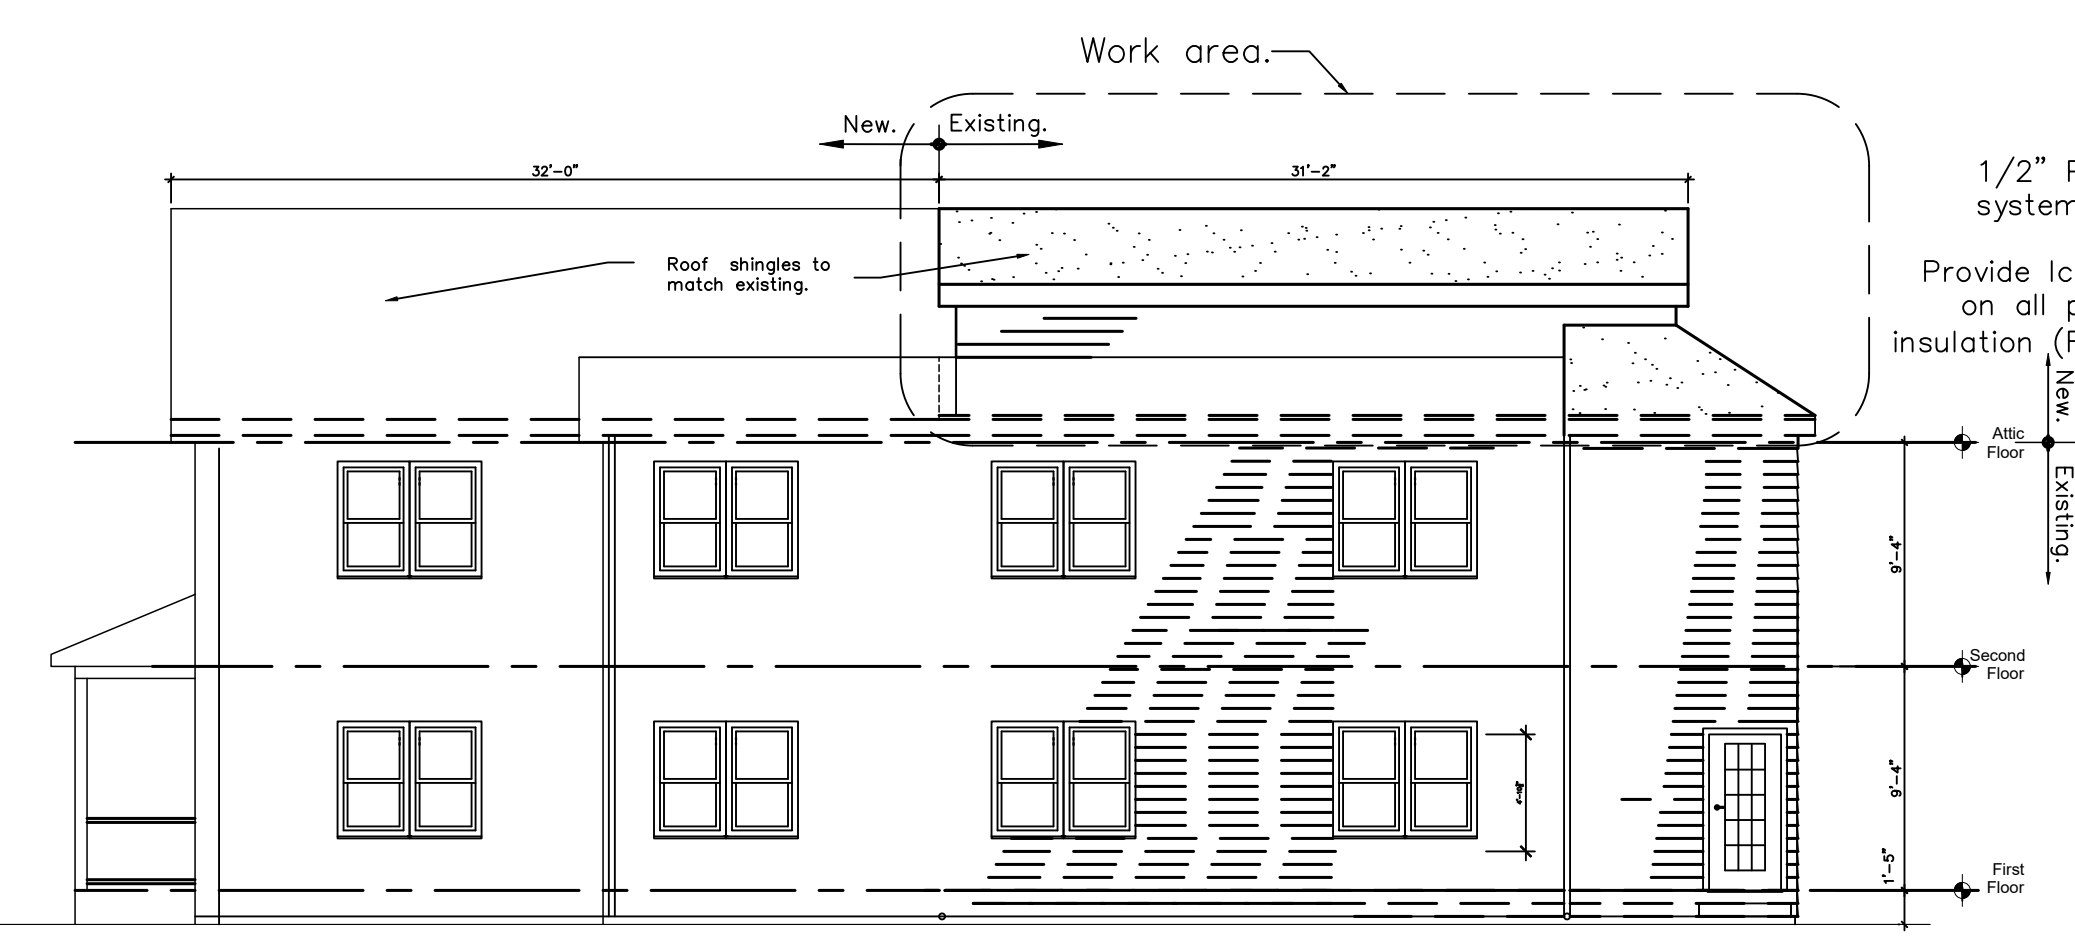 Work area.
New.
Existing.
32'-0"
31'-2"
1/2"
system
Roof shingles to
match existing.
Provide
on all
insulation
New.
Attic
Floor
Existing.
9'-4"
Second
Floor
9'-4"
1'-5"
First
Floor